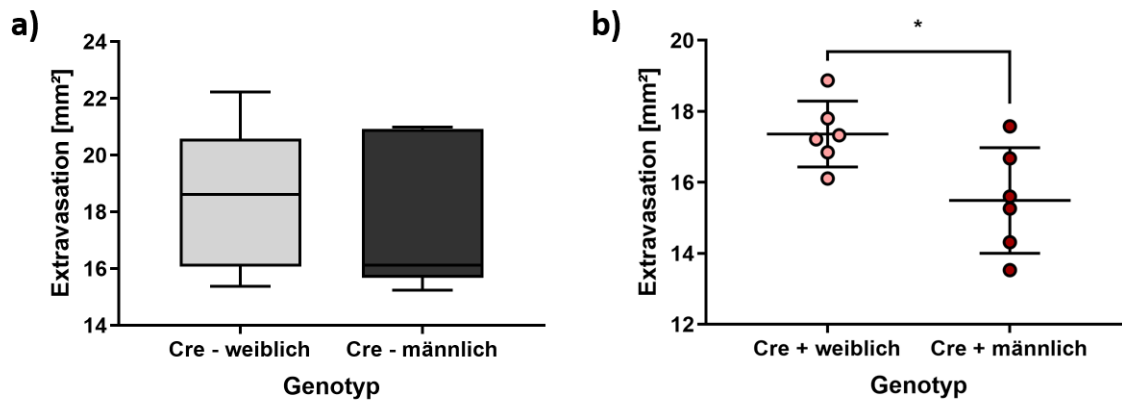 a)
Extravasation [mm²]
24
22
20
18
16
14
Cre - weiblich
Cre - männlich
Genotyp
b)
*
Extravasation [mm²]
20
18
16
14
12
Cre + weiblich
Cre + männlich
Genotyp